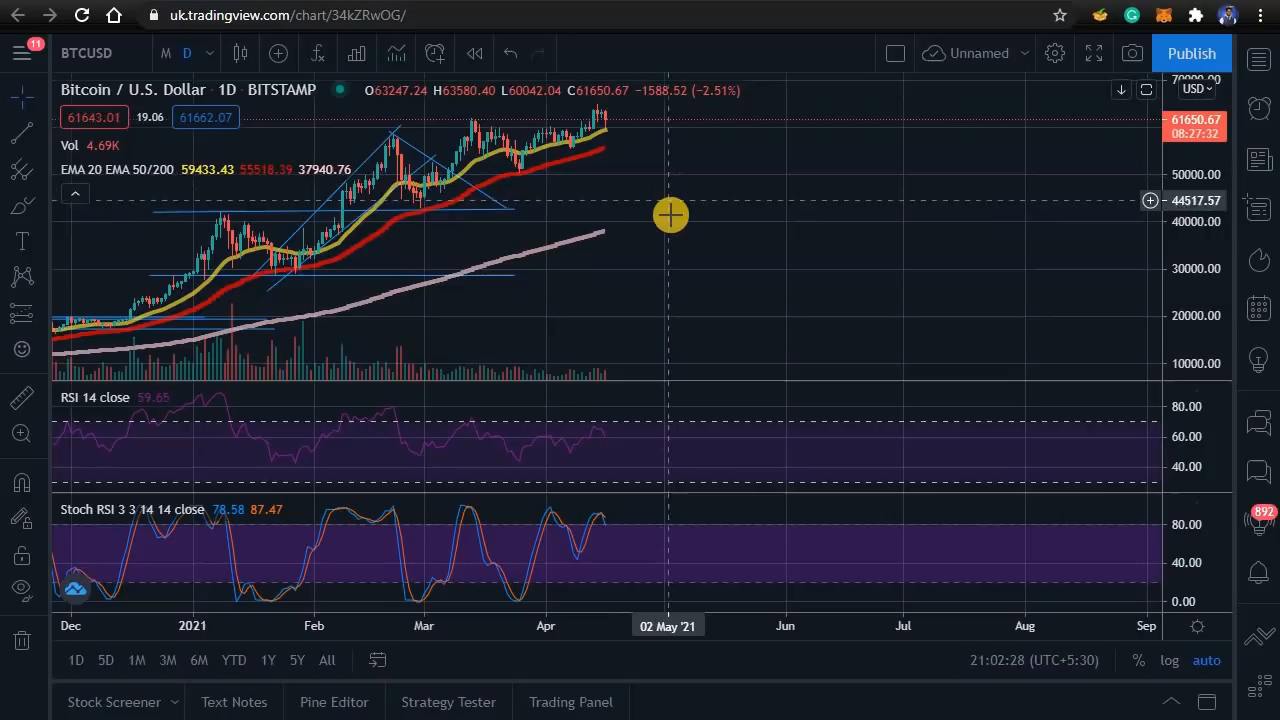 uk.tradingview.com/chart/34kZRwOG/
11
BTCUSD M D Unnamed Publish
Bitcoin / U.S. Dollar · 1D · BITSTAMP O63247.24 H63580.40 L60042.04 C61650.67 −1588.52 (−2.51%)
61643.01 19.06 61662.07
Vol 4.69K
EMA 20 EMA 50/200 59433.43 55518.39 37940.76
70000.00
USD
61650.67
08:27:32
50000.00
44517.57
40000.00
30000.00
20000.00
10000.00
RSI 14 close 59.65
80.00
60.00
40.00
Stoch RSI 3 3 14 14 close 78.58 87.47
892
80.00
40.00
0.00
Dec 2021 Feb Mar Apr 02 May '21 Jun Jul Aug Sep
1D 5D 1M 3M 6M YTD 1Y 5Y All 21:02:28 (UTC+5:30) % log auto
Stock Screener Text Notes Pine Editor Strategy Tester Trading Panel